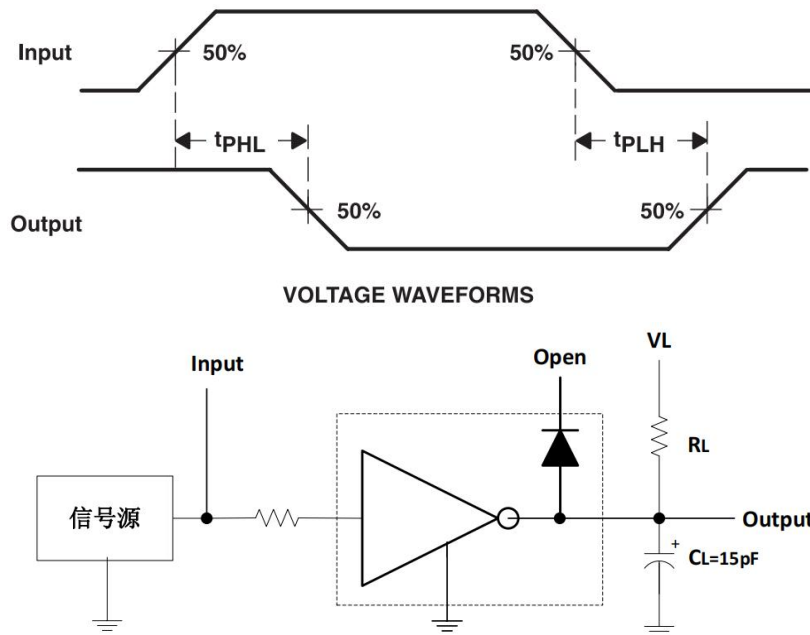 Input
50%
50%
tPHL
tPLH
50%
50%
Output
VOLTAGE WAVEFORMS
Input
Open
VL
RL
信号源
Output
+
CL=15pF